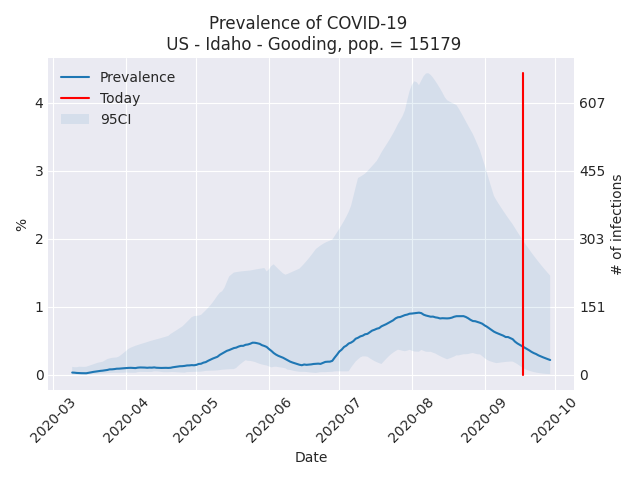 Prevalence of COVID-19
US - Idaho - Gooding, pop. = 15179
Prevalence
Today
95CI
%
4
3
2
1
0
607
455
303
151
0
# of infections
2020-03
2020-04
2020-05
2020-06
2020-07
2020-08
2020-09
2020-10
Date